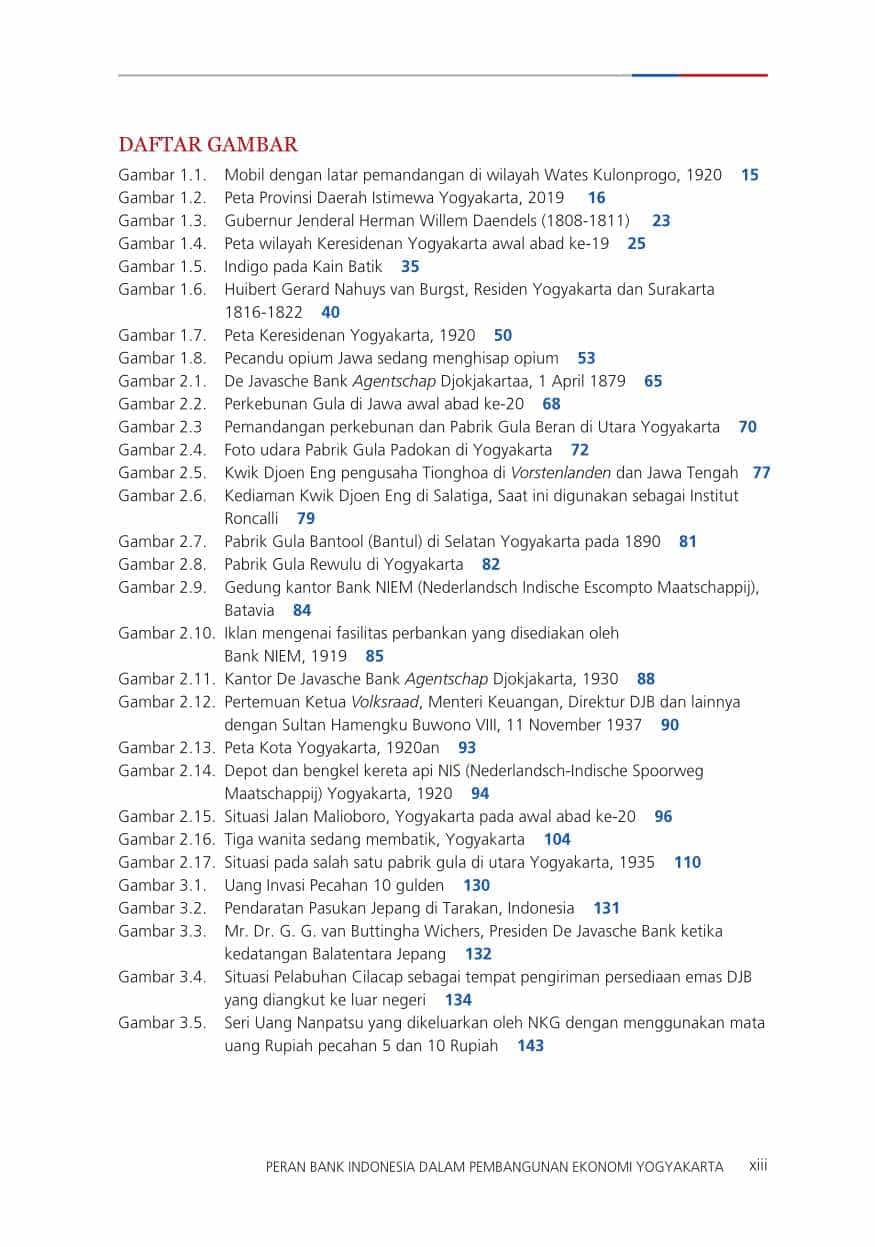 DAFTAR GAMBAR
Gambar 1.1. Mobil dengan latar pemandangan di wilayah Wates Kulonprogo, 1920 15
Gambar 1.2. Peta Provinsi Daerah Istimewa Yogyakarta, 2019 16
Gambar 1.3. Gubernur Jenderal Herman Willem Daendels (1808-1811) 23
Gambar 1.4. Peta wilayah Keresidenan Yogyakarta awal abad ke-19 25
Gambar 1.5. Indigo pada Kain Batik 35
Gambar 1.6. Huibert Gerard Nahuys van Burgst, Residen Yogyakarta dan Surakarta
1816-1822 40
Gambar 1.7. Peta Keresidenan Yogyakarta, 1920 50
Gambar 1.8. Pecandu opium Jawa sedang menghisap opium 53
Gambar 2.1. De Javasche Bank Agentschap Djokjakartaa, 1 April 1879 65
Gambar 2.2. Perkebunan Gula di Jawa awal abad ke-20 68
Gambar 2.3 Pemandangan perkebunan dan Pabrik Gula Beran di Utara Yogyakarta 70
Gambar 2.4. Foto udara Pabrik Gula Padokan di Yogyakarta 72
Gambar 2.5. Kwik Djoen Eng pengusaha Tionghoa di Vorstenlanden dan Jawa Tengah 77
Gambar 2.6. Kediaman Kwik Djoen Eng di Salatiga, Saat ini digunakan sebagai Institut
Roncalli 79
Gambar 2.7. Pabrik Gula Bantool (Bantul) di Selatan Yogyakarta pada 1890 81
Gambar 2.8. Pabrik Gula Rewulu di Yogyakarta 82
Gambar 2.9. Gedung kantor Bank NIEM (Nederlandsch Indische Escompto Maatschappij),
Batavia 84
Gambar 2.10. Iklan mengenai fasilitas perbankan yang disediakan oleh
Bank NIEM, 1919 85
Gambar 2.11. Kantor De Javasche Bank Agentschap Djokjakarta, 1930 88
Gambar 2.12. Pertemuan Ketua Volksraad, Menteri Keuangan, Direktur DJB dan lainnya
dengan Sultan Hamengku Buwono VIII, 11 November 1937 90
Gambar 2.13. Peta Kota Yogyakarta, 1920an 93
Gambar 2.14. Depot dan bengkel kereta api NIS (Nederlandsch-Indische Spoorweg
Maatschappij) Yogyakarta, 1920 94
Gambar 2.15. Situasi Jalan Malioboro, Yogyakarta pada awal abad ke-20 96
Gambar 2.16. Tiga wanita sedang membatik, Yogyakarta 104
Gambar 2.17. Situasi pada salah satu pabrik gula di utara Yogyakarta, 1935 110
Gambar 3.1. Uang Invasi Pecahan 10 gulden 130
Gambar 3.2. Pendaratan Pasukan Jepang di Tarakan, Indonesia 131
Gambar 3.3. Mr. Dr. G. G. van Buttingha Wichers, Presiden De Javasche Bank ketika
kedatangan Balatentara Jepang 132
Gambar 3.4. Situasi Pelabuhan Cilacap sebagai tempat pengiriman persediaan emas DJB
yang diangkut ke luar negeri 134
Gambar 3.5. Seri Uang Nanpatsu yang dikeluarkan oleh NKG dengan menggunakan mata
uang Rupiah pecahan 5 dan 10 Rupiah 143
PERAN BANK INDONESIA DALAM PEMBANGUNAN EKONOMI YOGYAKARTA xiii